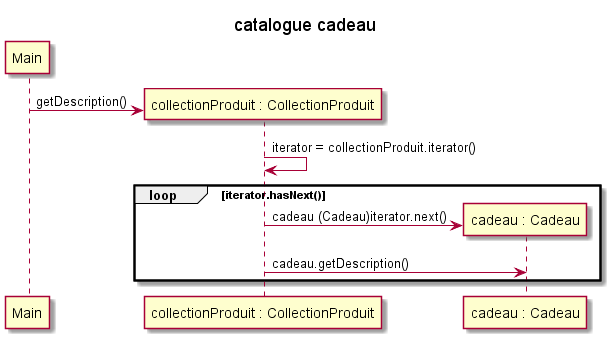 catalogue cadeau
Main
getDescription()
collectionProduit : CollectionProduit
iterator = collectionProduit.iterator()
loop [iterator.hasNext()]
cadeau (Cadeau)iterator.next()
cadeau : Cadeau
cadeau.getDescription()
Main
collectionProduit : CollectionProduit
cadeau : Cadeau